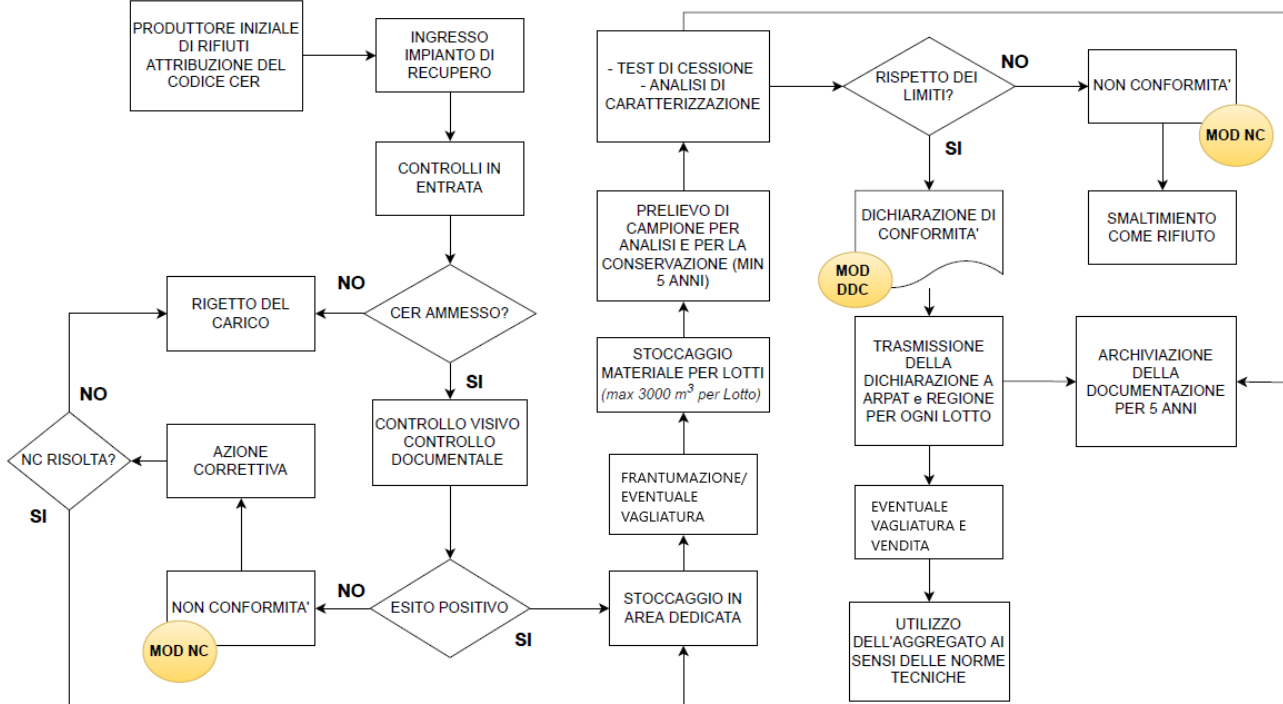 PRODUTTORE INIZIALE
DI RIFIUTI
ATTRIBUZIONE DEL
CODICE CER
INGRESSO
IMPIANTO DI
RECUPERO
CONTROLLI IN
ENTRATA
CER AMMESSO?
NO
RIGETTO DEL
CARICO
SI
CONTROLLO VISIVO
CONTROLLO
DOCUMENTALE
ESITO POSITIVO
NO
NON CONFORMITA'
MOD NC
AZIONE
CORRETTIVA
NC RISOLTA?
NO
SI
SI
STOCCAGGIO IN
AREA DEDICATA
FRANTUMAZIONE/
EVENTUALE
VAGLIATURA
STOCCAGGIO
MATERIALE PER LOTTI
(max 3000 m³ per Lotto)
PRELIEVO DI
CAMPIONE PER
ANALISI E PER LA
CONSERVAZIONE (MIN
5 ANNI)
- TEST DI CESSIONE
- ANALISI DI
CARATTERIZZAZIONE
RISPETTO DEI
LIMITI?
NO
NON CONFORMITA'
MOD NC
SMALTIMIENTO
COME RIFIUTO
SI
DICHIARAZIONE DI
CONFORMITA'
MOD
DDC
TRASMISSIONE
DELLA
DICHIARAZIONE A
ARPAT e REGIONE
PER OGNI LOTTO
ARCHIVIAZIONE
DELLA
DOCUMENTAZIONE
PER 5 ANNI
EVENTUALE
VAGLIATURA E
VENDITA
UTILIZZO
DELL'AGGREGATO AI
SENSI DELLE NORME
TECNICHE